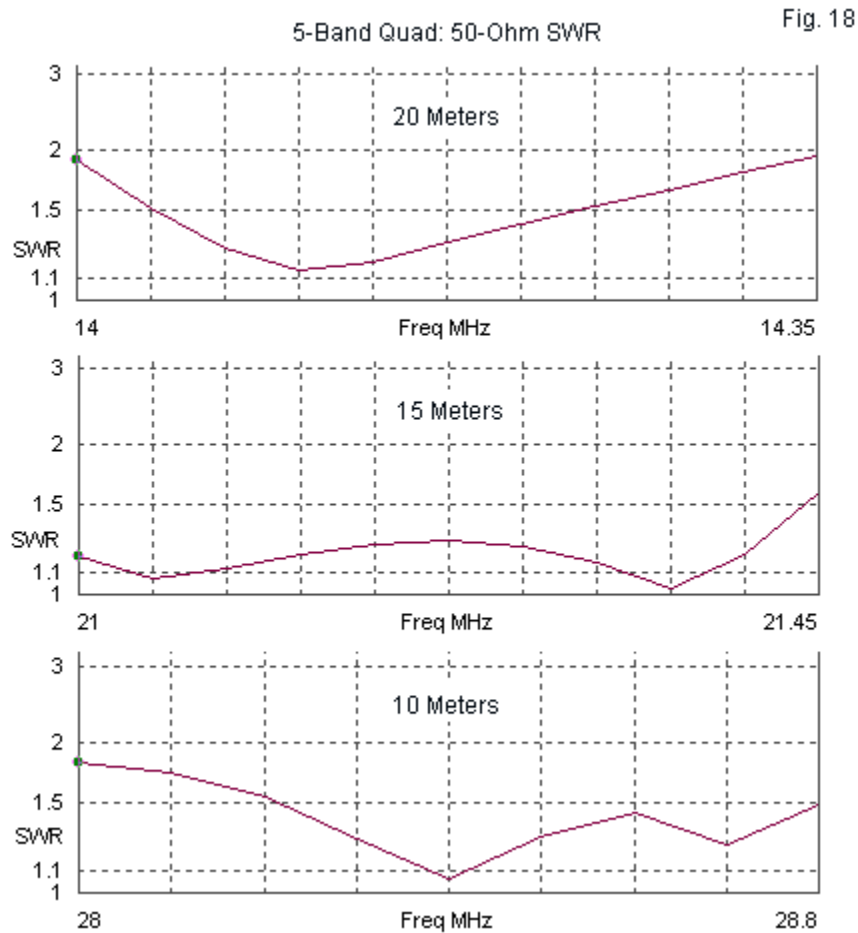 Fig. 18
5-Band Quad: 50-Ohm SWR
3
20 Meters
2
1.5
SWR
1.1
1
14 Freq MHz 14.35
3
15 Meters
2
1.5
SWR
1.1
1
21 Freq MHz 21.45
3
10 Meters
2
1.5
SWR
1.1
1
28 Freq MHz 28.8